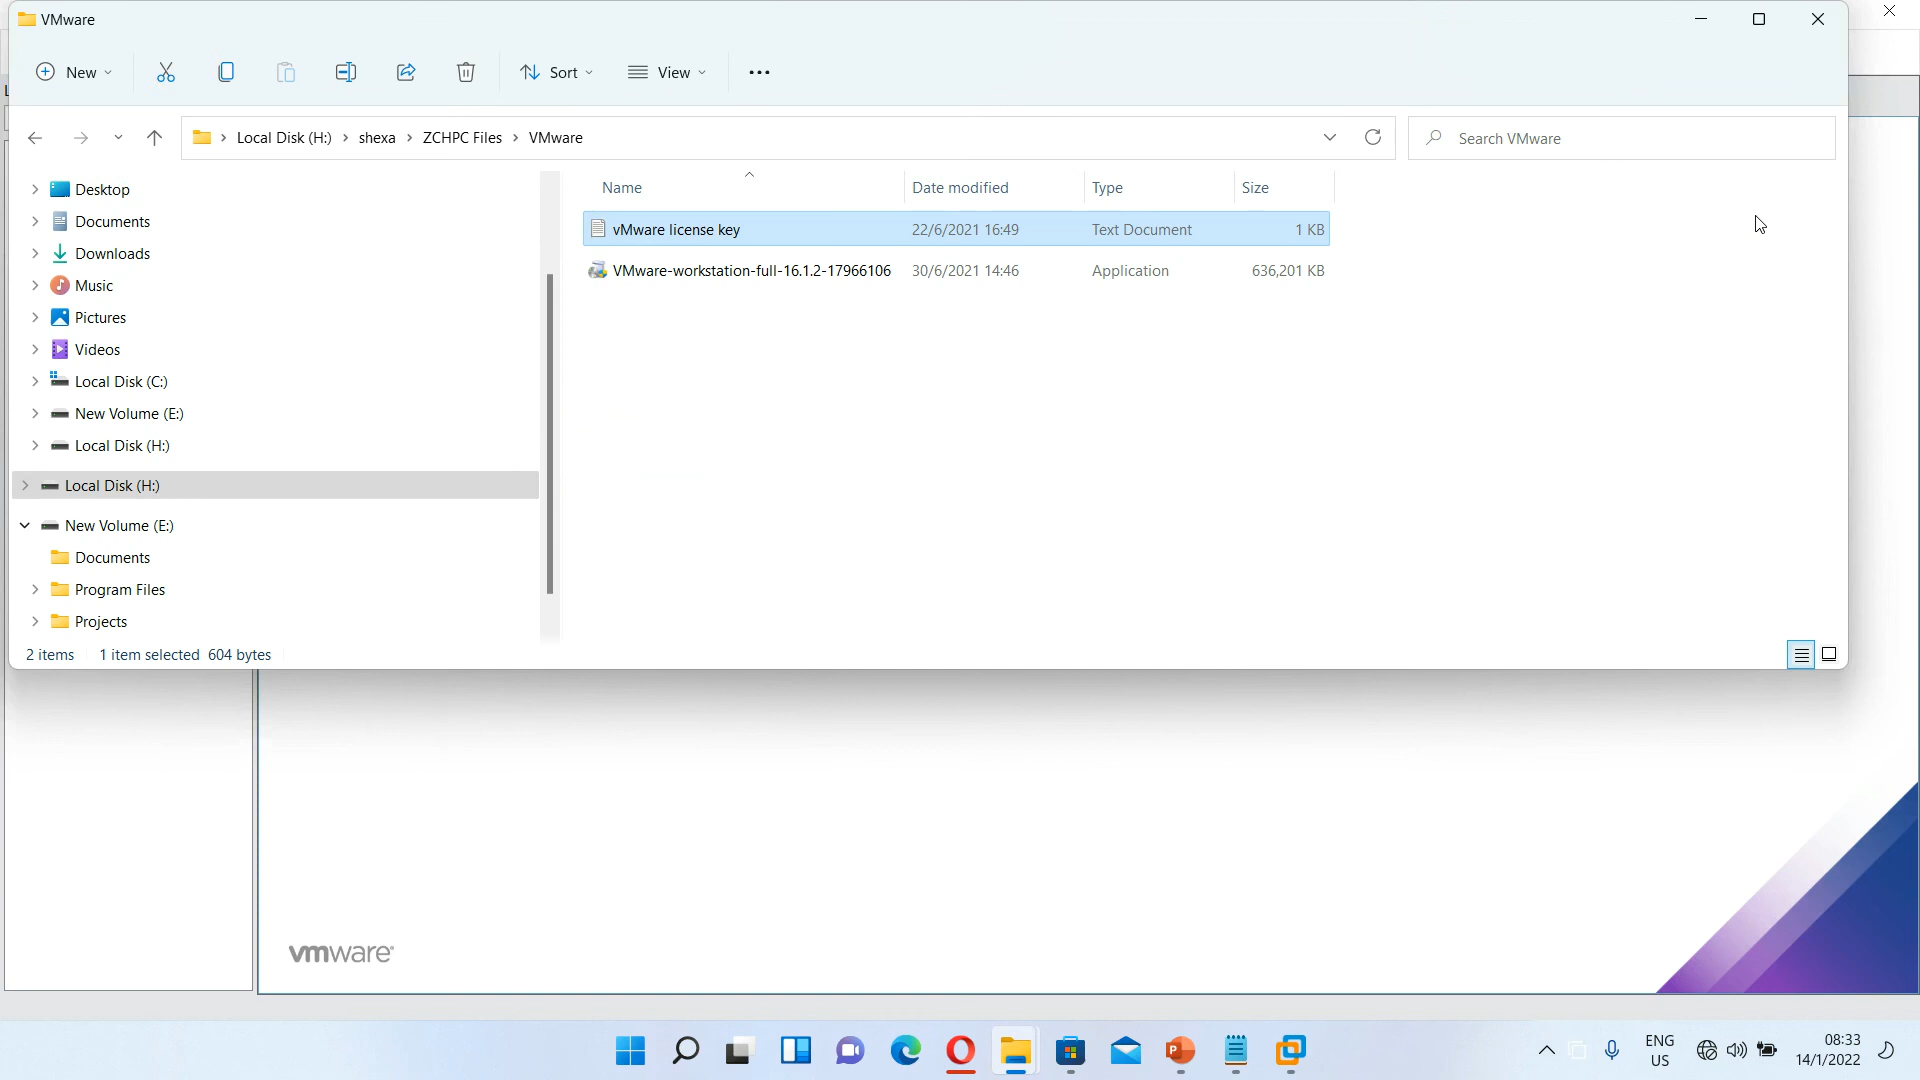 VMware
New
Sort
View
Local Disk (H:) shexa ZCHPC Files VMware
Search VMware
Desktop
Documents
Downloads
Music
Pictures
Videos
Local Disk (C:)
New Volume (E:)
Local Disk (H:)
Local Disk (H:)
New Volume (E:)
Documents
Program Files
Projects
Name Date modified Type Size
vMware license key 22/6/2021 16:49 Text Document 1 KB
VMware-workstation-full-16.1.2-17966106 30/6/2021 14:46 Application 636,201 KB
2 items 1 item selected 604 bytes
vmware
ENG
US
08:33
14/1/2022